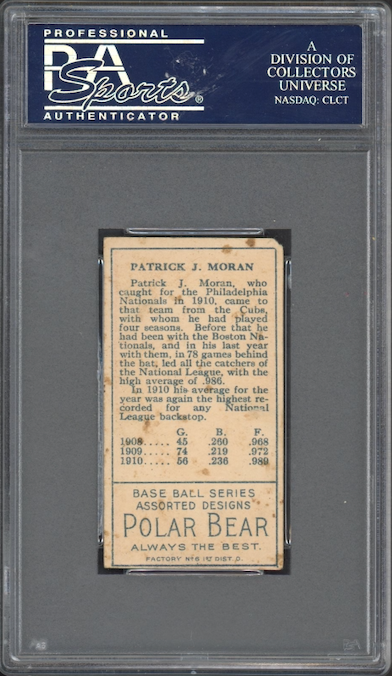 PROFESSIONAL
PSA
Sports®
AUTHENTICATOR
A
DIVISION OF
COLLECTORS
UNIVERSE
NASDAQ: CLCT
PATRICK J. MORAN
Patrick J. Moran, who
caught for the Philadelphia
Nationals in 1910, came to
that team from the Cubs,
with whom he had played
four seasons. Before that he
had been with the Boston Na-
tionals, and in his last year
with them, in 78 games behind
the bat, led all the catchers of
the National League, with the
high average of .986.
In 1910 his average for the
year was again the highest re-
corded for any National
League backstop.
G. B. F.
1908..... 45 .260 .968
1909..... 74 .219 .972
1910..... 56 .236 .989
BASE BALL SERIES
ASSORTED DESIGNS
POLAR BEAR
ALWAYS THE BEST.
FACTORY Nº6 1ST DIST. O.
PSA